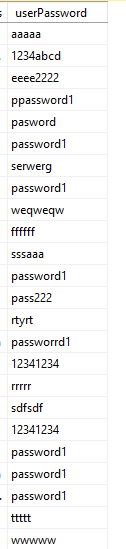 userPassword
aaaaa
1234abcd
eeee2222
ppassword1
pasword
password1
serwerg
password1
weqweqw
ffffff
sssaaa
password1
pass222
rtyrt
passworrd1
12341234
rrrrr
sdfsdf
12341234
password1
password1
password1
ttttt
wwwww